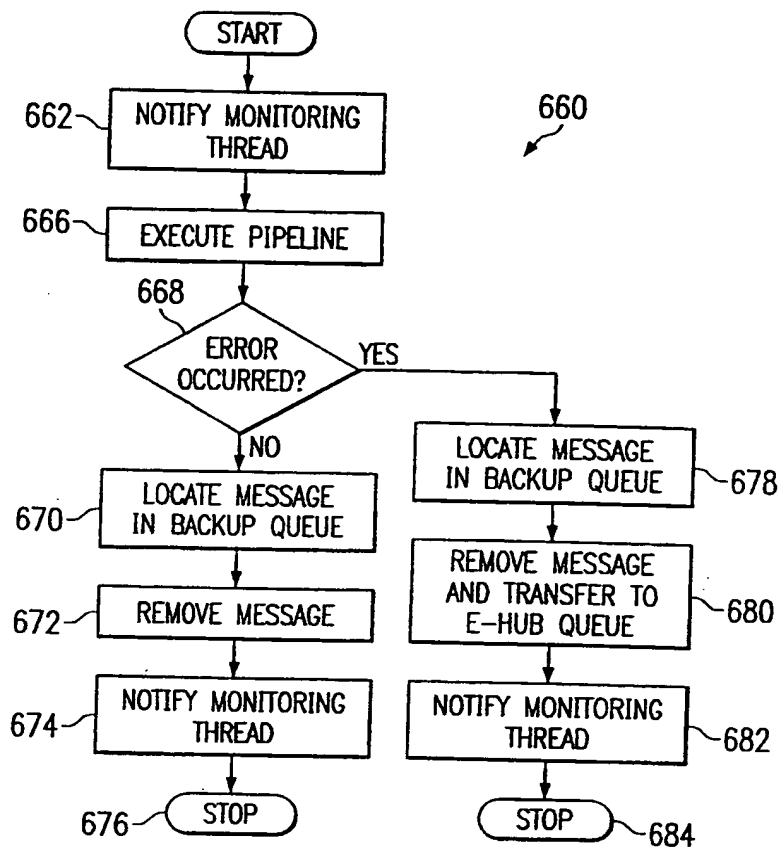 START
662
NOTIFY MONITORING
THREAD
660
666
EXECUTE PIPELINE
668
ERROR
OCCURRED?
YES
NO
670
LOCATE MESSAGE
IN BACKUP QUEUE
672
REMOVE MESSAGE
674
NOTIFY MONITORING
THREAD
676
STOP
LOCATE MESSAGE
IN BACKUP QUEUE
678
REMOVE MESSAGE
AND TRANSFER TO
E-HUB QUEUE
680
NOTIFY MONITORING
THREAD
682
STOP
684